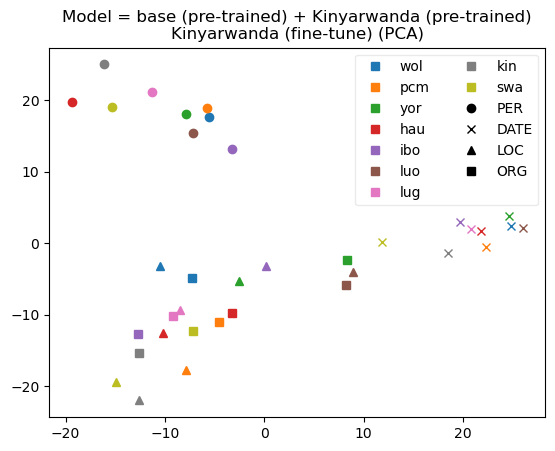 Model = base (pre-trained) + Kinyarwanda (pre-trained)
Kinyarwanda (fine-tune) (PCA)
wol
pcm
yor
hau
ibo
luo
lug
kin
swa
PER
DATE
LOC
ORG
20
10
0
−10
−20
−20
−10
0
10
20